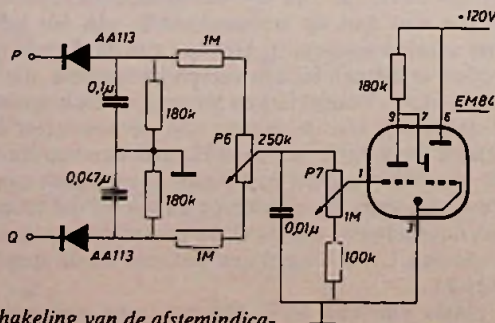 P
AA113
0,1µ
180k
1M
P6
250k
0,047µ
180k
Q
AA113
1M
0,01µ
P7
1M
100k
+120V
180k
EM84
9
7
6
1
3
hakeling van de afstemindica-